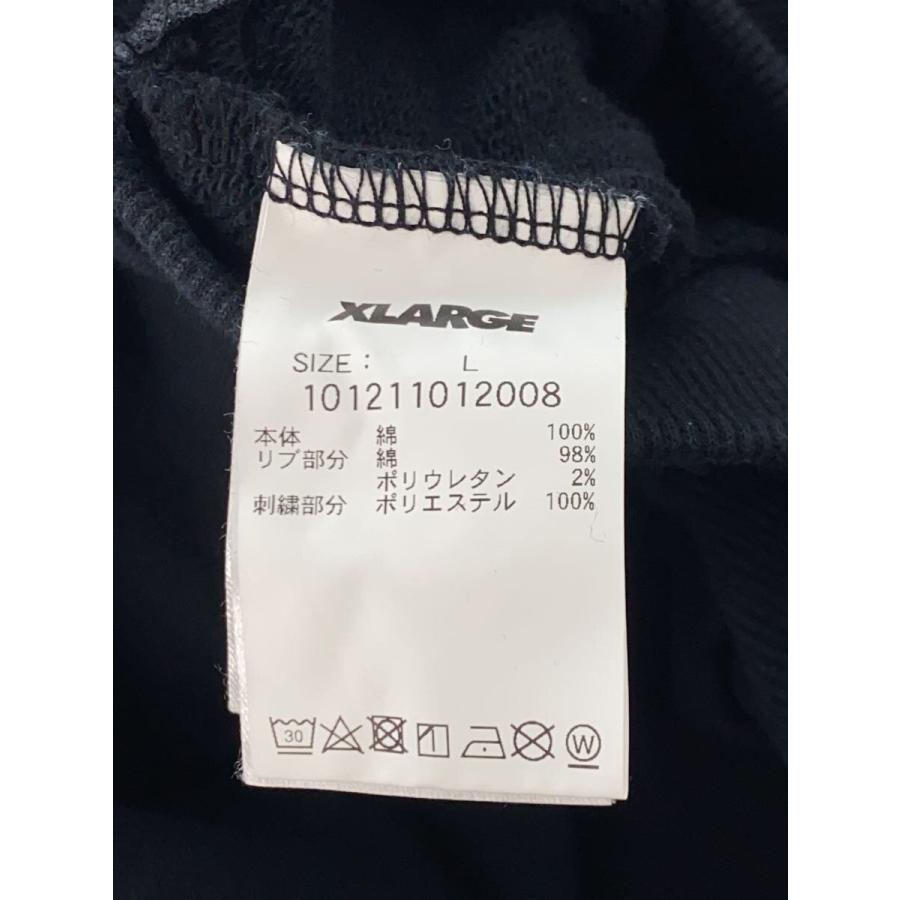 XLARGE
SIZE： L
101211012008
本体 綿 100%
リブ部分 綿 98%
ポリウレタン 2%
刺繍部分 ポリエステル 100%
30
W